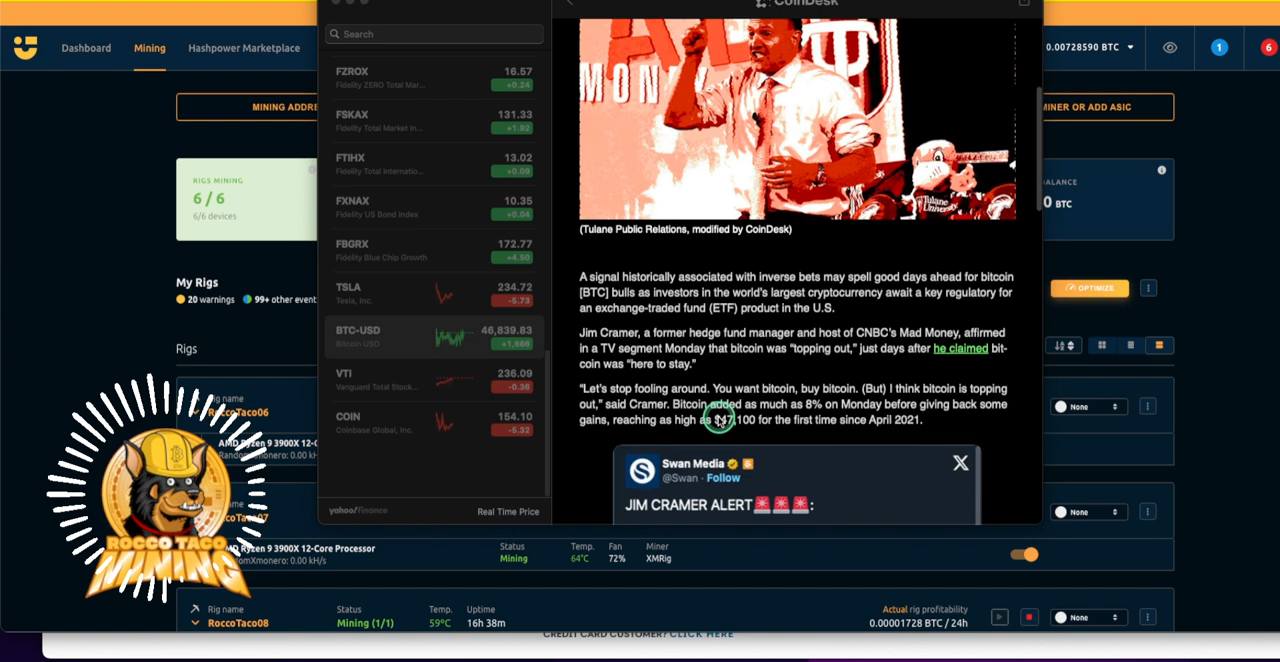 CoinDesk
Dashboard
Mining
Hashpower Marketplace
Search
0.00728590 BTC
1
6
MINING ADDRE
MINER OR ADD ASIC
RIGS MINING
6 / 6
6/6 devices
ALANCE
0 BTC
My Rigs
20 warnings
99+ other event
OPTIMIZE
Rigs
FZROX 16.57
Fidelity ZERO Total Mar... +0.24
FSKAX 131.33
Fidelity Total Market In... +1.92
FTIHX 13.02
Fidelity Total Internatio... +0.09
FXNAX 10.35
Fidelity US Bond Index +0.04
FBGRX 172.77
Fidelity Blue Chip Growth +4.50
TSLA 234.72
Tesla, Inc. -5.73
BTC-USD 46,839.83
Bitcoin USD +1,666
VTI 236.09
Vanguard Total Stock... -0.36
COIN 154.10
Coinbase Global, Inc. -5.32
yahoo!finance Real Time Price
MONEY
Tulane
University
(Tulane Public Relations, modified by CoinDesk)
A signal historically associated with inverse bets may spell good days ahead for bitcoin
[BTC] bulls as investors in the world's largest cryptocurrency await a key regulatory for
an exchange-traded fund (ETF) product in the U.S.
Jim Cramer, a former hedge fund manager and host of CNBC's Mad Money, affirmed
in a TV segment Monday that bitcoin was “topping out,” just days after he claimed bit-
coin was “here to stay.”
“Let's stop fooling around. You want bitcoin, buy bitcoin. (But) I think bitcoin is topping
out,” said Cramer. Bitcoin added as much as 8% on Monday before giving back some
gains, reaching as high as $47,100 for the first time since April 2021.
Swan Media
@Swan · Follow
JIM CRAMER ALERT🚨🚨🚨:
Rig name
RoccoTaco06
None
AMD Ryzen 9 3900X 12-C
RandomXmonero: 0.00 kH/s
None
AMD Ryzen 9 3900X 12-Core Processor
RandomXmonero: 0.00 kH/s
Status
Mining
Temp.
64°C
Fan
72%
Miner
XMRig
ROCCO TACO
MINING
Rig name
RoccoTaco08
Status
Mining (1/1)
Temp.
59°C
Uptime
16h 38m
Actual rig profitability
0.00001728 BTC / 24h
None
CREDIT CARD CUSTOMER? CLICK HERE